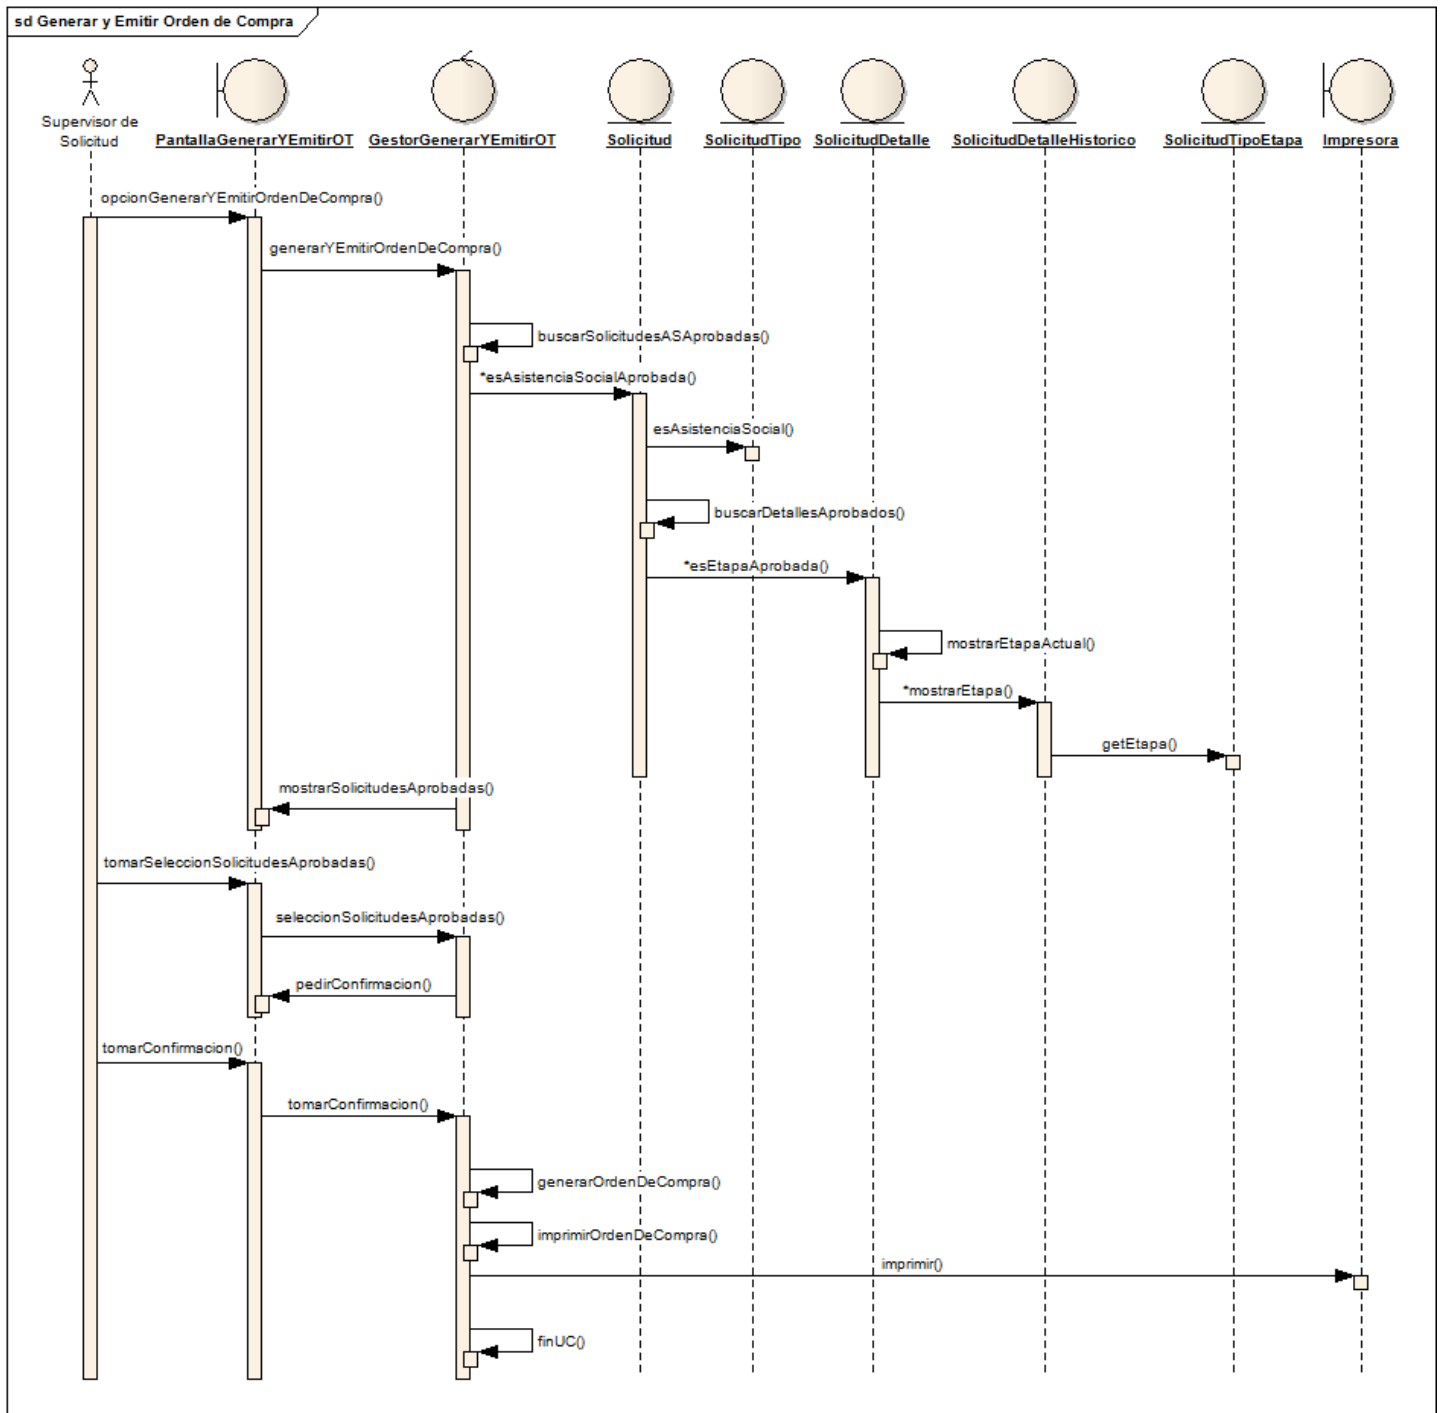 sd Generar y Emitir Orden de Compra
Supervisor de
Solicitud
PantallaGenerarYEmitirOT
GestorGenerarYEmitirOT
Solicitud
SolicitudTipo
SolicitudDetalle
SolicitudDetalleHistorico
SolicitudTipoEtapa
Impresora
opcionGenerarYEmitirOrdenDeCompra()
generarYEmitirOrdenDeCompra()
buscarSolicitudesASAprobadas()
*esAsistenciaSocialAprobada()
esAsistenciaSocial()
buscarDetallesAprobados()
*esEtapaAprobada()
mostrarEtapaActual()
*mostrarEtapa()
getEtapa()
mostrarSolicitudesAprobadas()
tomarSeleccionSolicitudesAprobadas()
seleccionSolicitudesAprobadas()
pedirConfirmacion()
tomarConfirmacion()
tomarConfirmacion()
generarOrdenDeCompra()
imprimirOrdenDeCompra()
imprimir()
finUC()